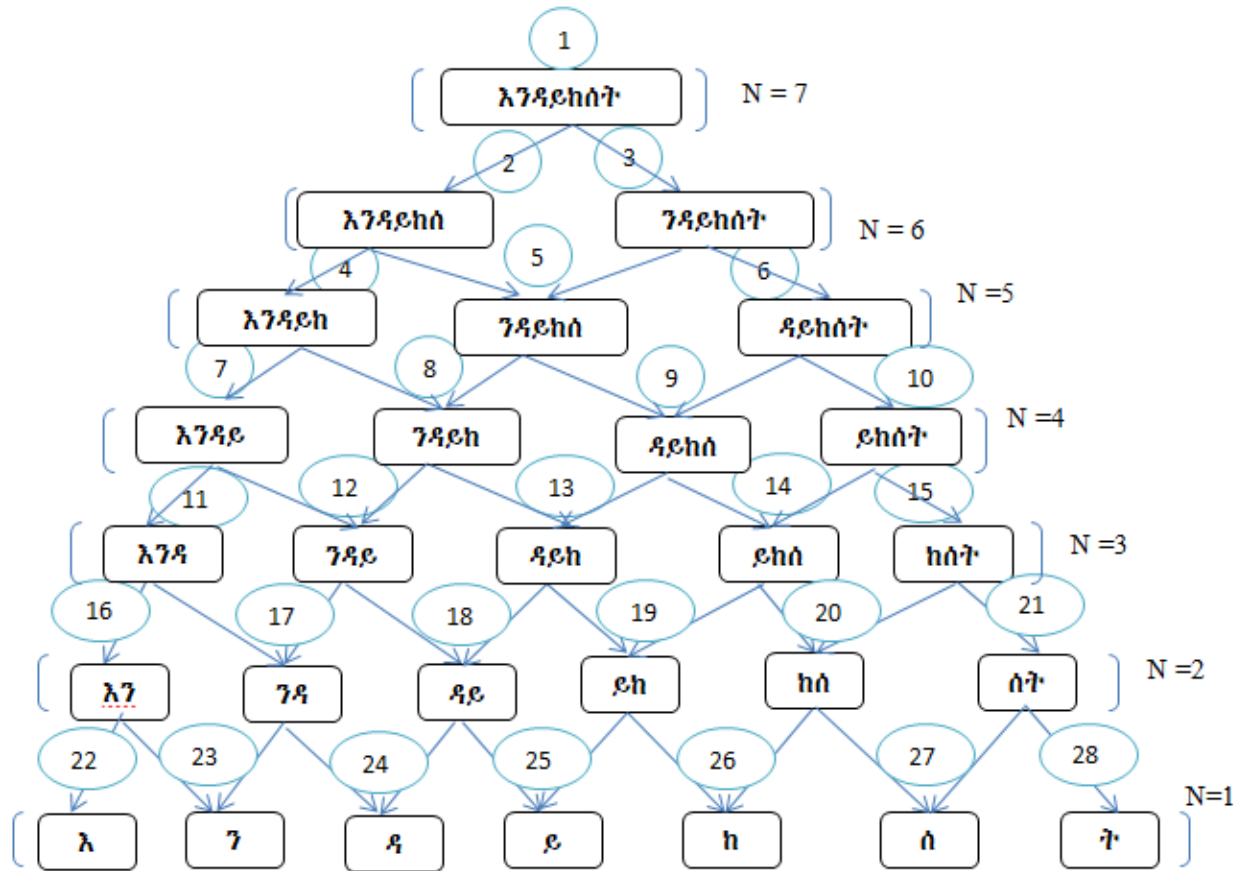 1
እንዳይከሰት N = 7
2 3
እንዳይከሰ ንዳይከሰት N = 6
4 5 6
እንዳይከ ንዳይከሰ ዳይከሰት N =5
7 8 9 10
እንዳይ ንዳይከ ዳይከሰ ይከሰት N =4
11 12 13 14 15
እንዳ ንዳይ ዳይከ ይከሰ ከሰት N =3
16 17 18 19 20 21
እን ንዳ ዳይ ይከ ከሰ ሰት N =2
22 23 24 25 26 27 28
እ ን ዳ ይ ከ ሰ ት N=1